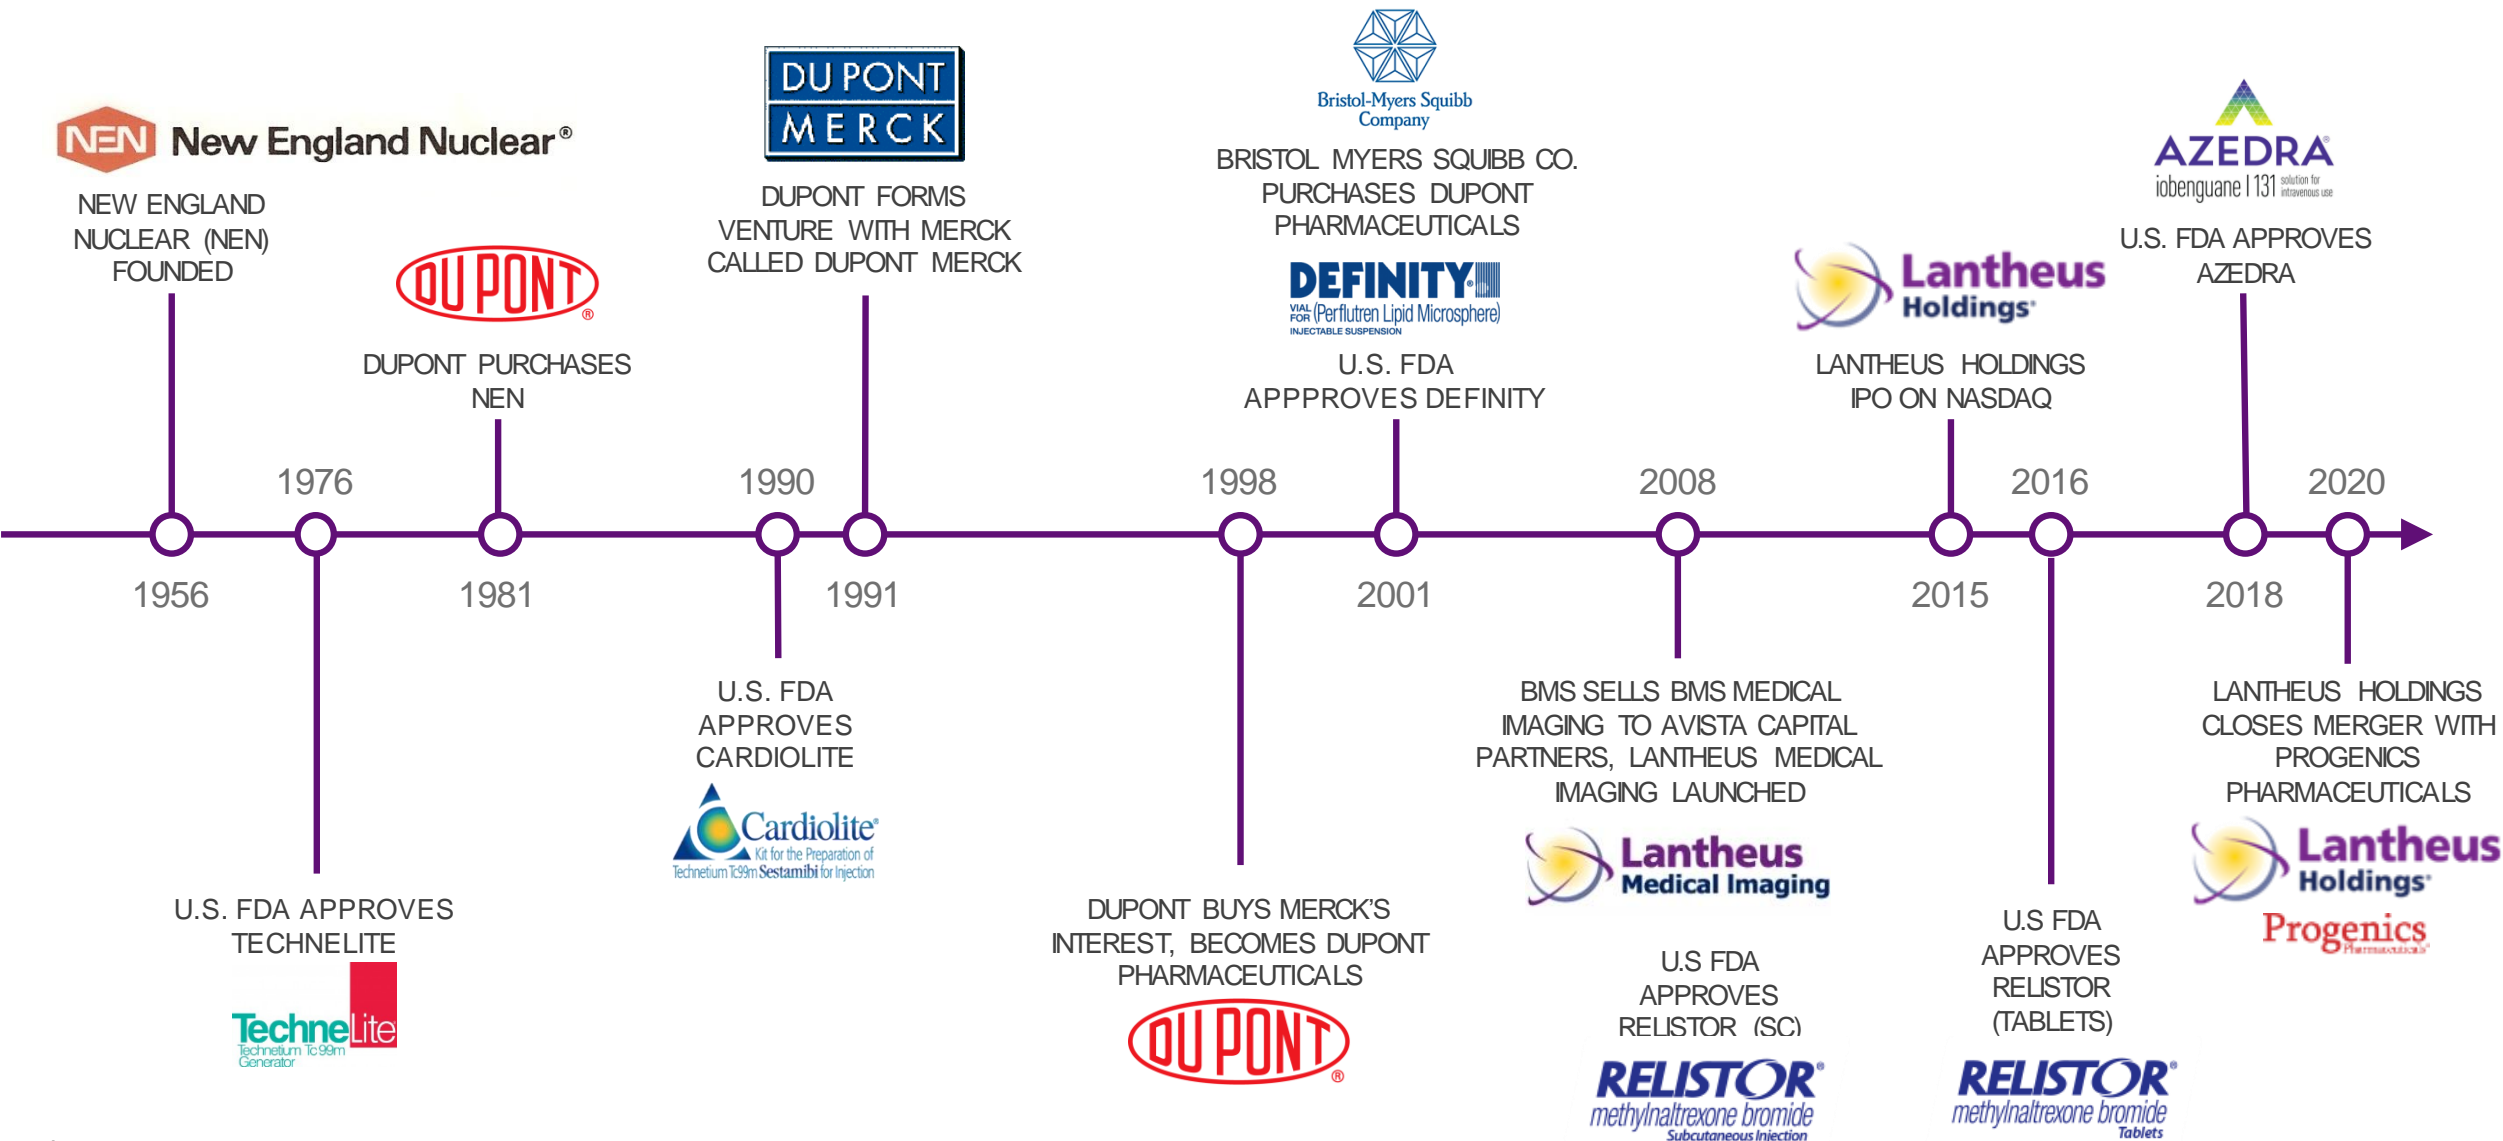 NEN New England Nuclear®
NEW ENGLAND
NUCLEAR (NEN)
FOUNDED
1956
1976
U.S. FDA APPROVES
TECHNELITE
TechneLite
Technetium Tc99m
Generator
DU PONT
®
DUPONT PURCHASES
NEN
1981
1990
U.S. FDA
APPROVES
CARDIOLITE
Cardiolite®
Kit for the Preparation of
Technetium Tc99m Sestamibi for Injection
DU PONT
MERCK
DUPONT FORMS
VENTURE WITH MERCK
CALLED DUPONT MERCK
1991
1998
DUPONT BUYS MERCK’S
INTEREST, BECOMES DUPONT
PHARMACEUTICALS
DU PONT
®
Bristol-Myers Squibb
Company
BRISTOL MYERS SQUIBB CO.
PURCHASES DUPONT
PHARMACEUTICALS
DEFINITY®
VIAL FOR (Perflutren Lipid Microsphere)
INJECTABLE SUSPENSION
U.S. FDA
APPPROVES DEFINITY
2001
2008
BMS SELLS BMS MEDICAL
IMAGING TO AVISTA CAPITAL
PARTNERS, LANTHEUS MEDICAL
IMAGING LAUNCHED
Lantheus
Medical Imaging
U.S FDA
APPROVES
RELISTOR (SC)
RELISTOR®
methylnaltrexone bromide
Subcutaneous Injection
Lantheus
Holdings®
LANTHEUS HOLDINGS
IPO ON NASDAQ
2015
2016
U.S FDA
APPROVES
RELISTOR
(TABLETS)
RELISTOR®
methylnaltrexone bromide
Tablets
AZEDRA®
iobenguane I 131 solution for intravenous use
U.S. FDA APPROVES
AZEDRA
2018
2020
LANTHEUS HOLDINGS
CLOSES MERGER WITH
PROGENICS
PHARMACEUTICALS
Lantheus
Holdings®
Progenics
Pharmaceuticals